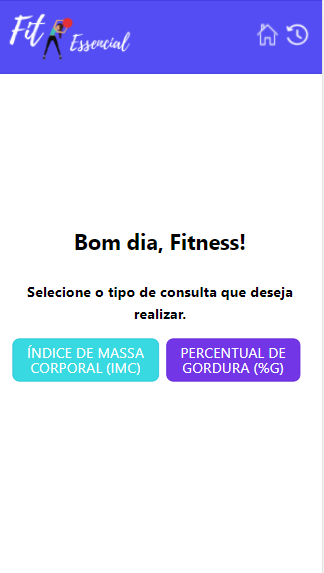 Fit
Essencial
Bom dia, Fitness!
Selecione o tipo de consulta que deseja
realizar.
ÍNDICE DE MASSA
CORPORAL (IMC)
PERCENTUAL DE
GORDURA (%G)